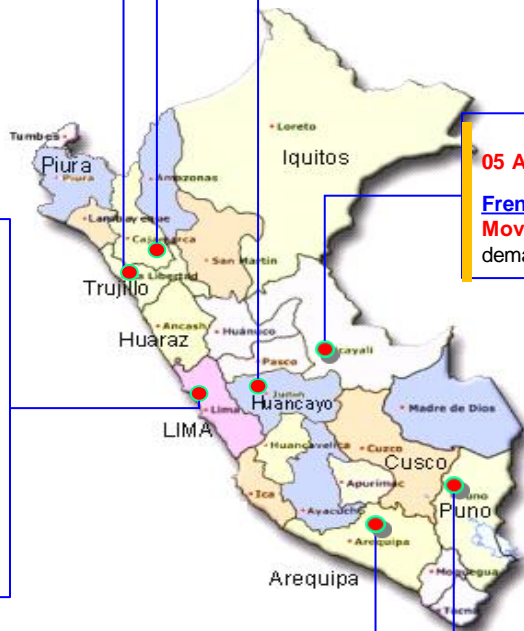 Loreto
Iquitos
Tumbes
Piura
Piura
Amazonas
Lambayeque
Cajamarca
San Martin
La Libertad
Trujillo
Ancash
Huánuco
Huaraz
Pasco
Ucayali
Junin
Huancayo
Lima
LIMA
Madre de Dios
Huancavelica
Cuzco
Cusco
Apurimac
Ica
Ayacucho
Puno
Puno
Arequipa
Arequipa
Moquegua
Tacna
05 A
Fren
Mov
dema